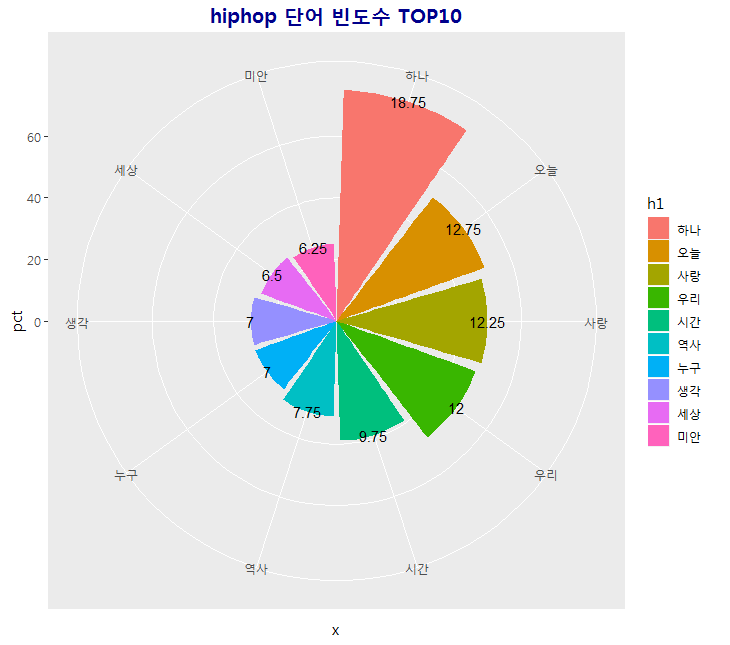 hiphop 단어 빈도수 TOP10
미안
하나
18.75
세상
오늘
60
40
20
0
12.75
6.25
6.5
생각
7
12.25
사랑
7
12
7.75
9.75
누구
우리
역사
시간
pct
x
h1
하나
오늘
사랑
우리
시간
역사
누구
생각
세상
미안